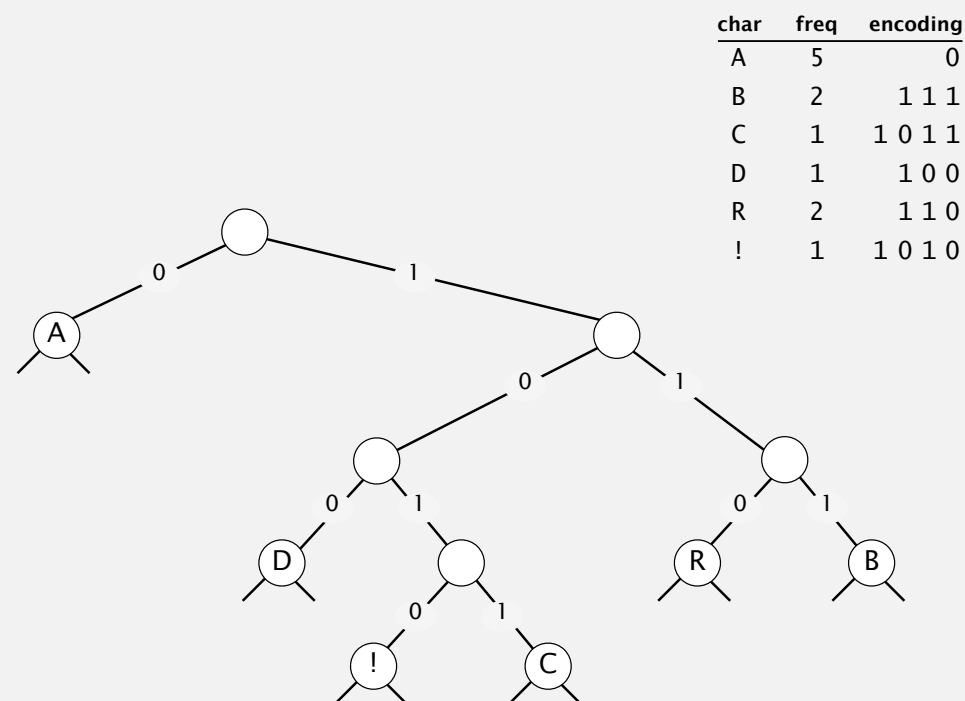 char freq encoding
A 5 0
B 2 1 1 1
C 1 1 0 1 1
D 1 1 0 0
R 2 1 1 0
! 1 1 0 1 0
0 1
A
0 1
0 1 0 1
D R B
0 1
! C